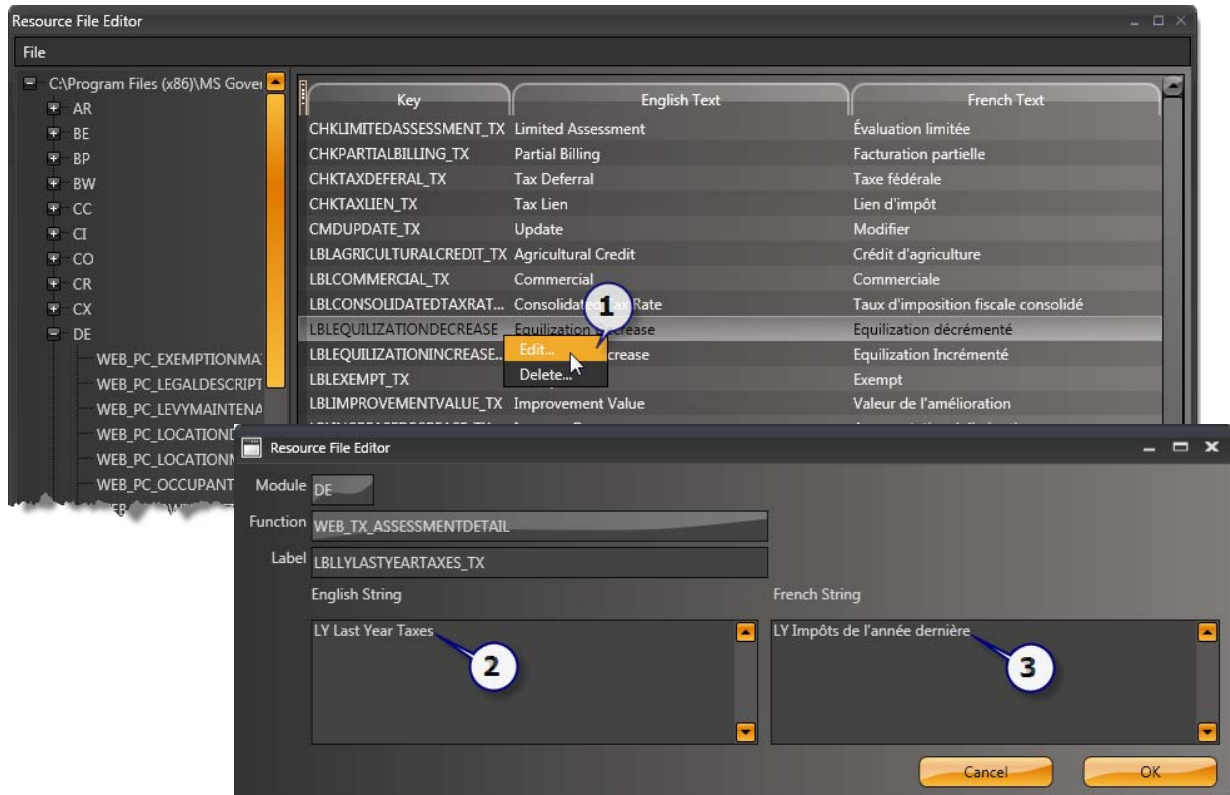 Resource File Editor
File
C:\Program Files (x86)\MS Gover
AR
BE
BP
BW
CC
CI
CO
CR
CX
DE
WEB_PC_EXEMPTIONMA
WEB_PC_LEGALDESCRIPT
WEB_PC_LEVYMAINTENA
WEB_PC_LOCATIOND
WEB_PC_LOCATIONM
WEB_PC_OCCUPANT
Key English Text French Text
CHKLIMITEDASSESSMENT_TX Limited Assessment Évaluation limitée
CHKPARTIALBILLING_TX Partial Billing Facturation partielle
CHKTAXDEFERAL_TX Tax Deferral Taxe fédérale
CHKTAXLIEN_TX Tax Lien Lien d'impôt
CMDUPDATE_TX Update Modifier
LBLAGRICULTURALCREDIT_TX Agricultural Credit Crédit d'agriculture
LBLCOMMERCIAL_TX Commercial Commerciale
LBLCONSOLIDATEDTAXRAT... Consolidated Tax Rate Taux d'imposition fiscale consolidé
1
LBLEQUILIZATIONDECREASE Equilization Decrease Equilization décrémenté
LBLEQUILIZATIONINCREASE... crease Equilization Incrémenté
Edit...
Delete...
LBLEXEMPT_TX Exempt
LBLIMPROVEMENTVALUE_TX Improvement Value Valeur de l'amélioration
Resource File Editor
Module DE
Function WEB_TX_ASSESSMENTDETAIL
Label LBLLYLASTYEARTAXES_TX
English String French String
LY Last Year Taxes LY Impôts de l'année dernière
2 3
Cancel OK